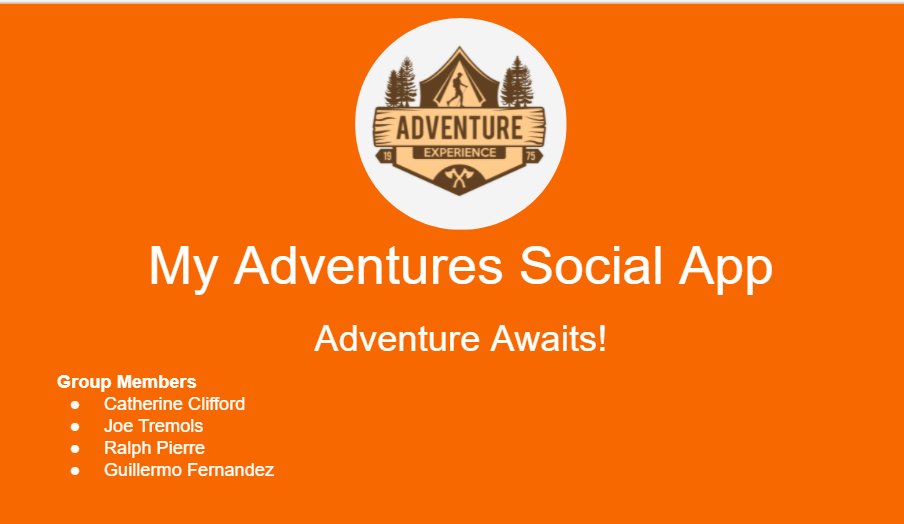 ADVENTURE
EXPERIENCE
19 75
My Adventures Social App
Adventure Awaits!
Group Members
● Catherine Clifford
● Joe Tremols
● Ralph Pierre
● Guillermo Fernandez